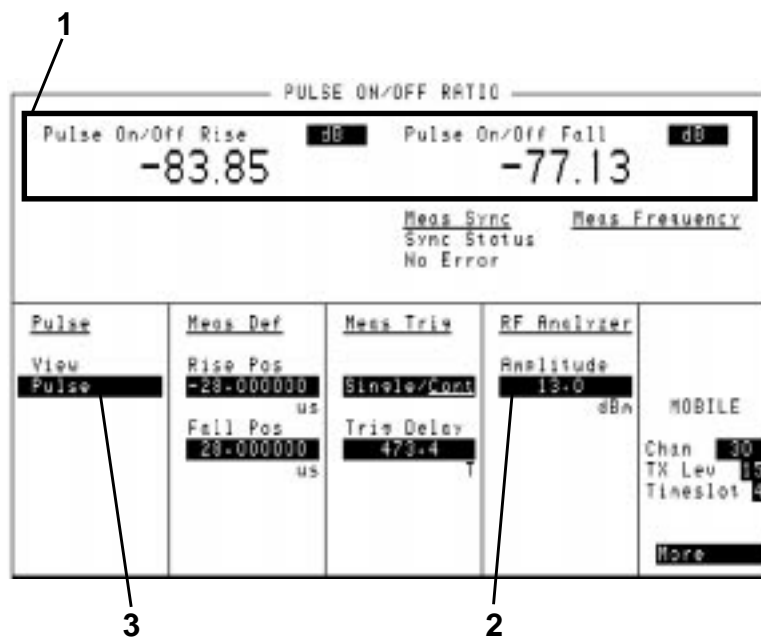 1
PULSE ON/OFF RATIO
Pulse On/Off Rise dB Pulse On/Off Fall dB
-83.85 -77.13
Meas Sync Meas Frequency
Sync Status
No Error
Pulse Meas Def Meas Trig RF Analyzer
View Rise Pos Amplitude
Pulse -28.000000 Single/Cont 13.0
us dBm MOBILE
Fall Pos Trig Delay
28.000000 473.4 Chan 30
us T TX Lev 15
Timeslot 4
More
3 2